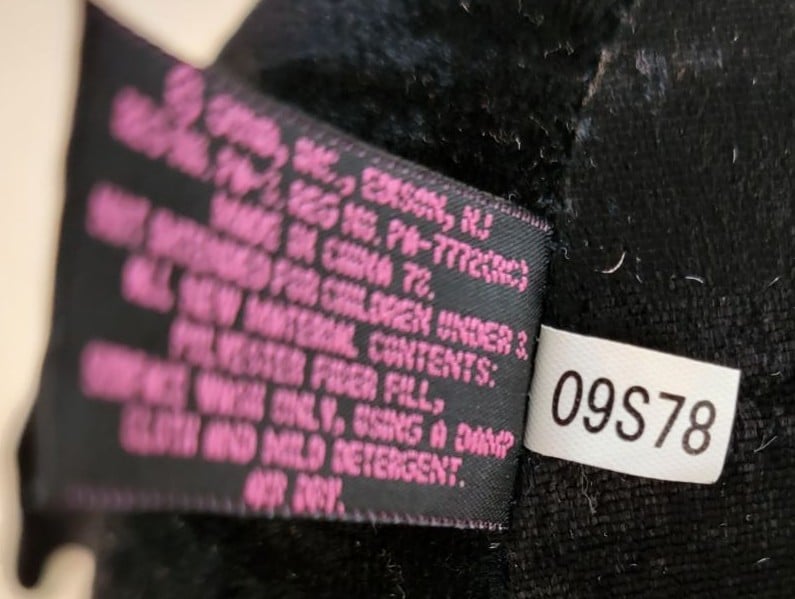 INC., EDISON, NJ
REG NO. PA-7772(RC)
MADE IN CHINA 72.
NOT INTENDED FOR CHILDREN UNDER 3.
ALL NEW MATERIAL CONTENTS:
POLYESTER FIBER FILL,
SURFACE WASH ONLY, USING A DAMP
CLOTH AND MILD DETERGENT.
AIR DRY.
09S78